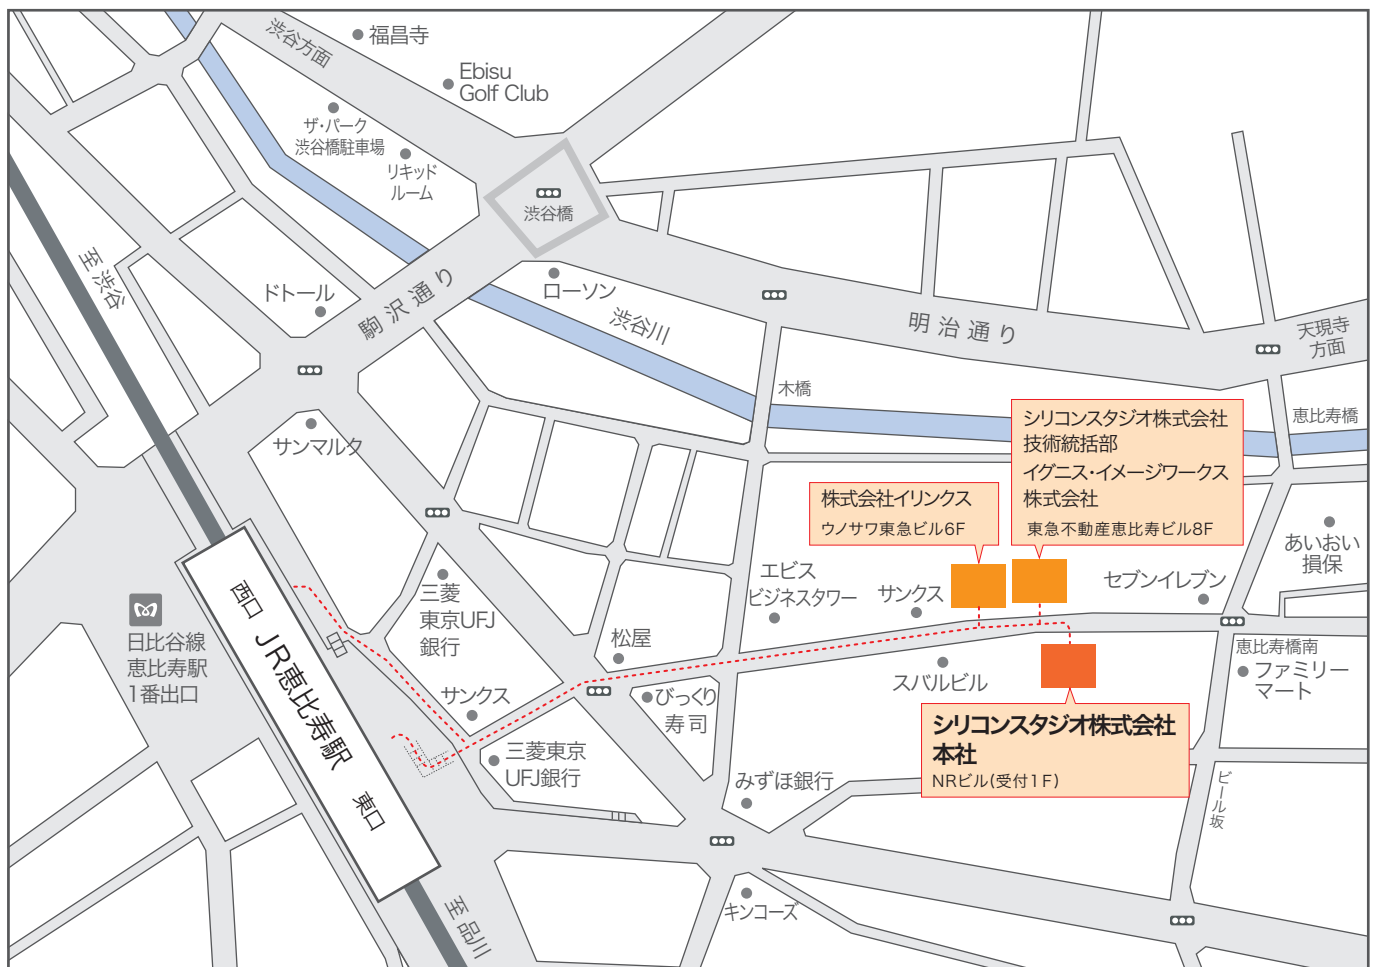 福昌寺
渋谷方面
Ebisu
Golf Club
ザ・パーク
渋谷橋駐車場
リキッド
ルーム
渋谷橋
至渋谷
ドトール
駒沢通り
ローソン
渋谷川
明治通り
天現寺
方面
木橋
恵比寿橋
サンマルク
シリコンスタジオ株式会社
技術統括部
イグニス・イメージワークス
株式会社
東急不動産恵比寿ビル8F
株式会社イリンクス
ウノサワ東急ビル6F
あいおい
損保
エビス
ビジネスタワー
サンクス
セブンイレブン
三菱
東京UFJ
銀行
松屋
日比谷線
恵比寿駅
1番出口
西口 JR恵比寿駅 東口
恵比寿橋南
ファミリー
マート
スバルビル
サンクス
びっくり
寿司
シリコンスタジオ株式会社
本社
NRビル(受付1F)
三菱東京
UFJ銀行
みずほ銀行
ビール坂
キンコーズ
至品川